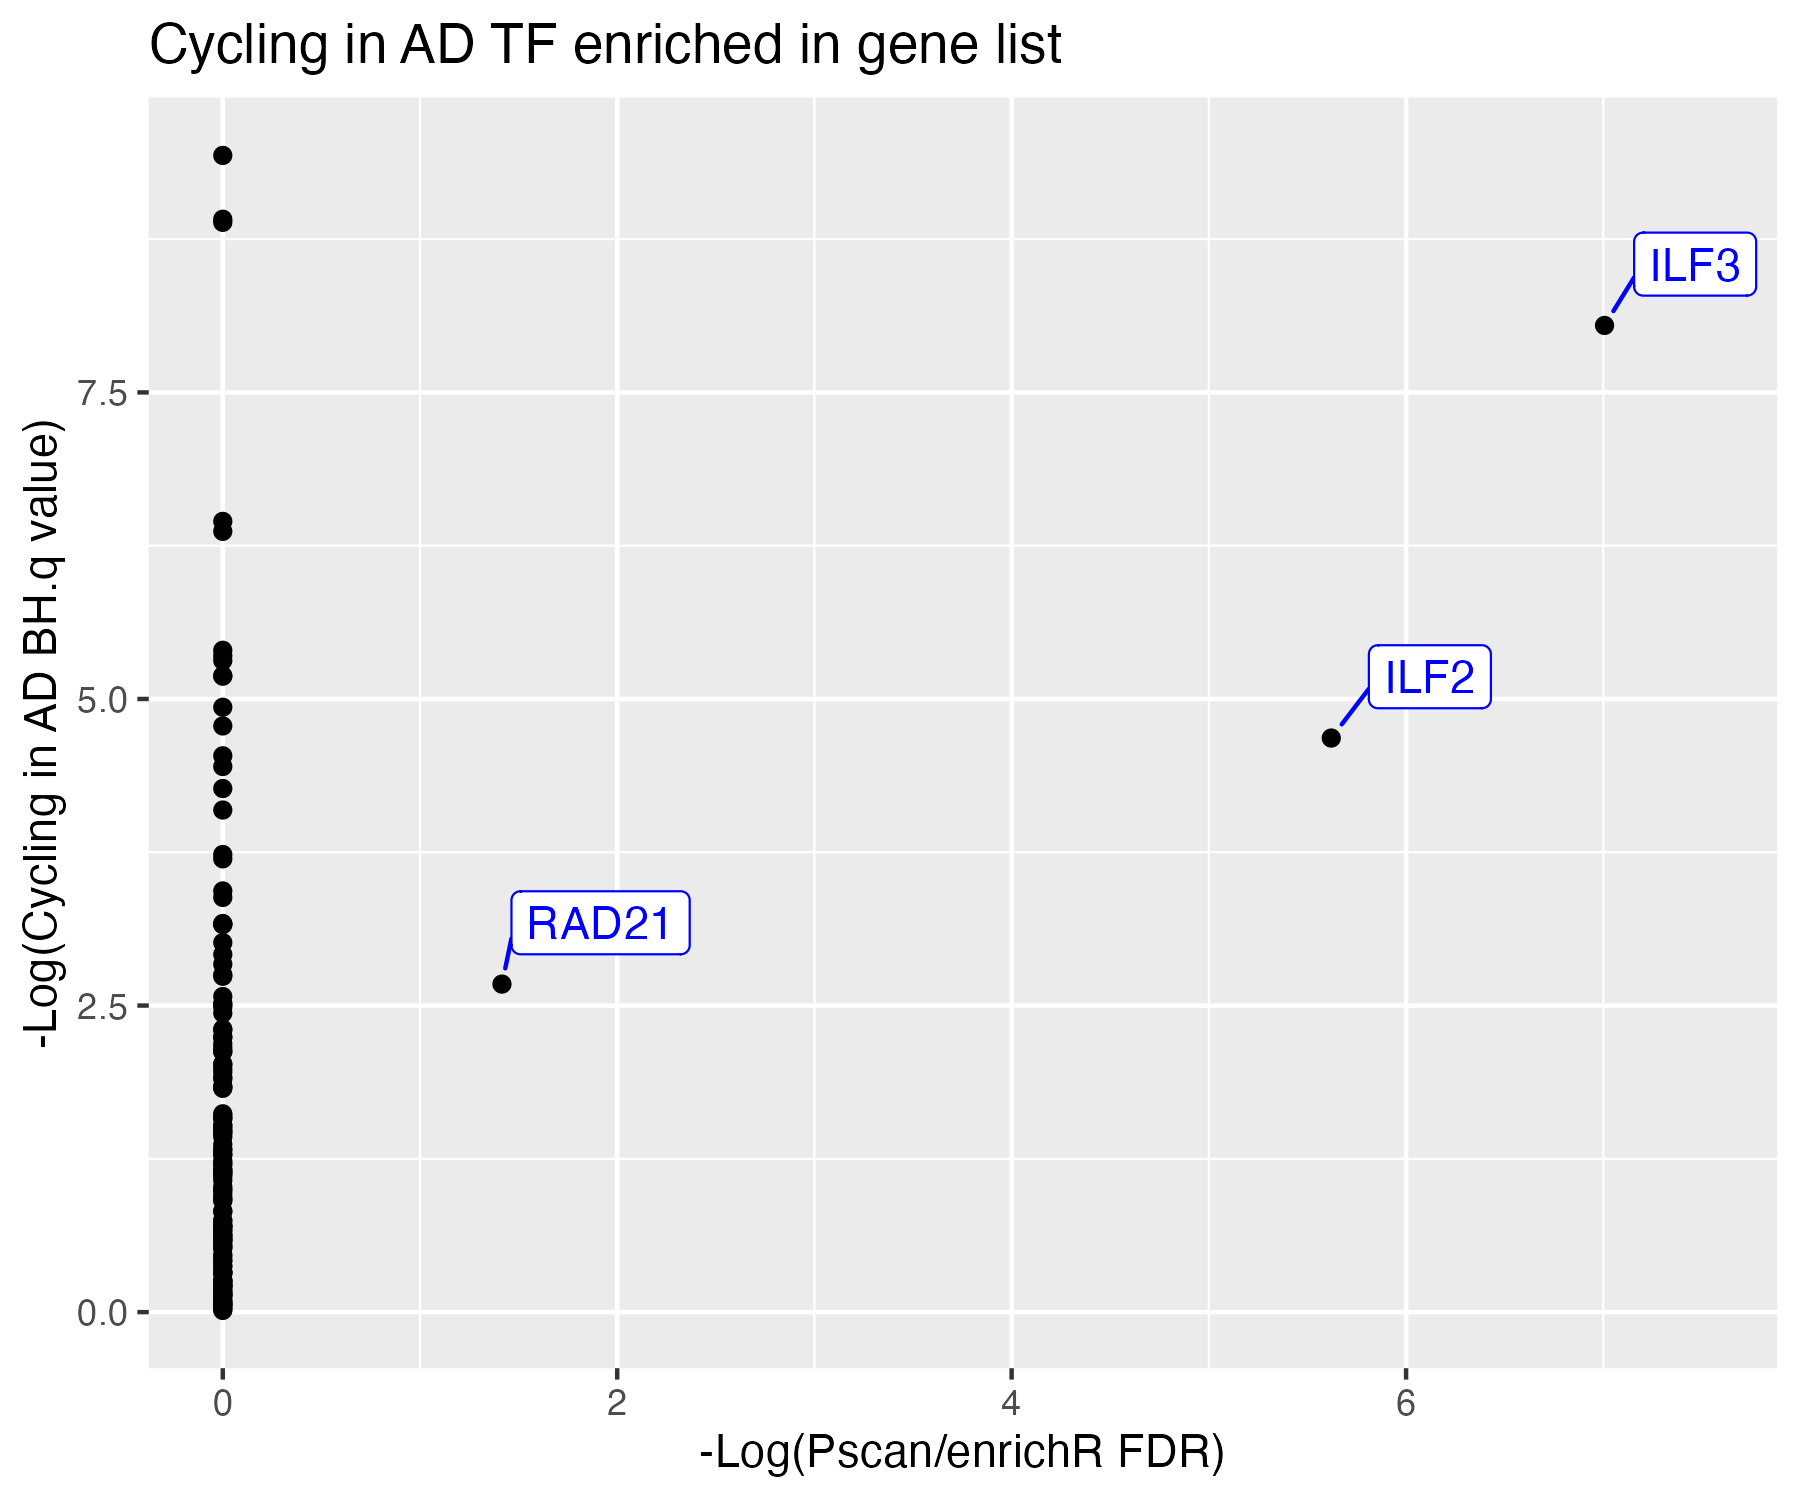 Cycling in AD TF enriched in gene list
-Log(Cycling in AD BH.q value)
7.5
5.0
2.5
0.0
ILF3
ILF2
RAD21
0
2
4
6
-Log(Pscan/enrichR FDR)